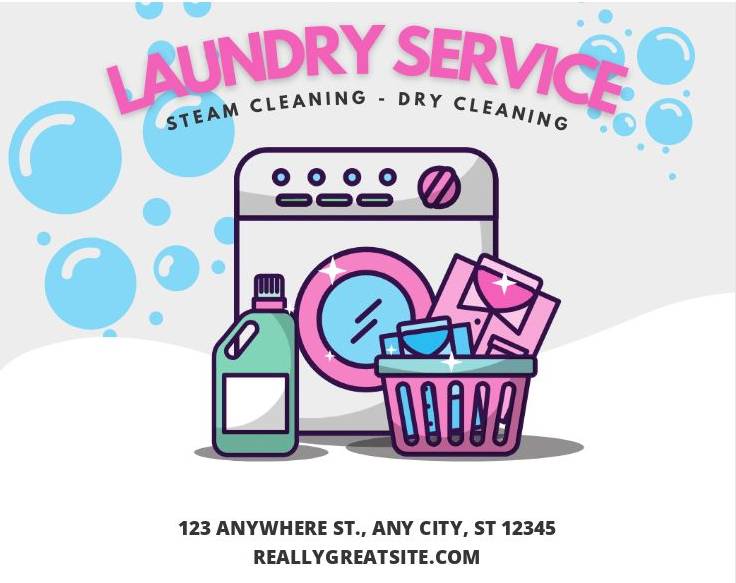 LAUNDRY SERVICE
STEAM CLEANING - DRY CLEANING
123 ANYWHERE ST., ANY CITY, ST 12345
REALLYGREATSITE.COM